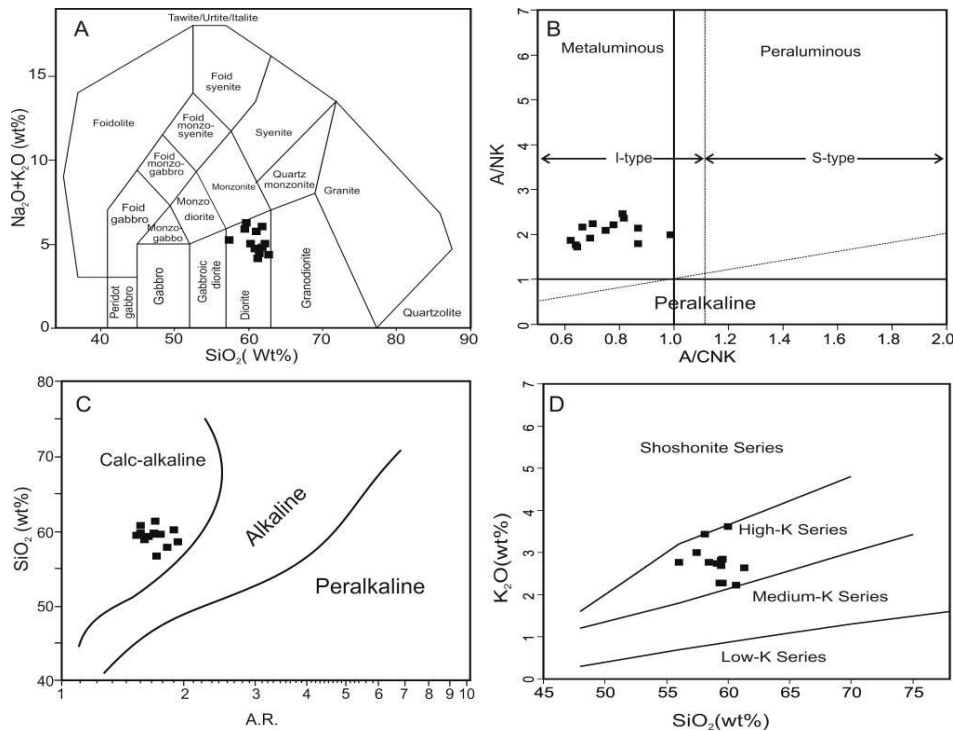 A
Tawite/Urtite/Italite
Foid
syenite
Foidolite
Foid
monzo-
syenite
Syenite
Foid
monzo-
gabbro
Quartz
monzonite
Monzonite
Granite
Foid
gabbro
Monzo
diorite
Monzo-
gabbo
Peridot
gabbro
Gabbro
Gabbroic
diorite
Diorite
Granodiorite
Quartzolite
Na₂O+K₂O (wt%)
15
10
5
0
40 50 60 70 80 90
SiO₂( Wt%)
B
Metaluminous
Peraluminous
I-type
S-type
Peralkaline
A/NK
7
6
5
4
3
2
1
0
0.6 0.8 1.0 1.2 1.4 1.6 1.8 2.0
A/CNK
C
Calc-alkaline
Alkaline
Peralkaline
SiO₂ (wt%)
80
70
60
50
40
1 2 3 4 5 6 7 8 9 10
A.R.
D
Shoshonite Series
High-K Series
Medium-K Series
Low-K Series
K₂O(wt%)
7
6
5
4
3
2
1
0
45 50 55 60 65 70 75
SiO₂(wt%)